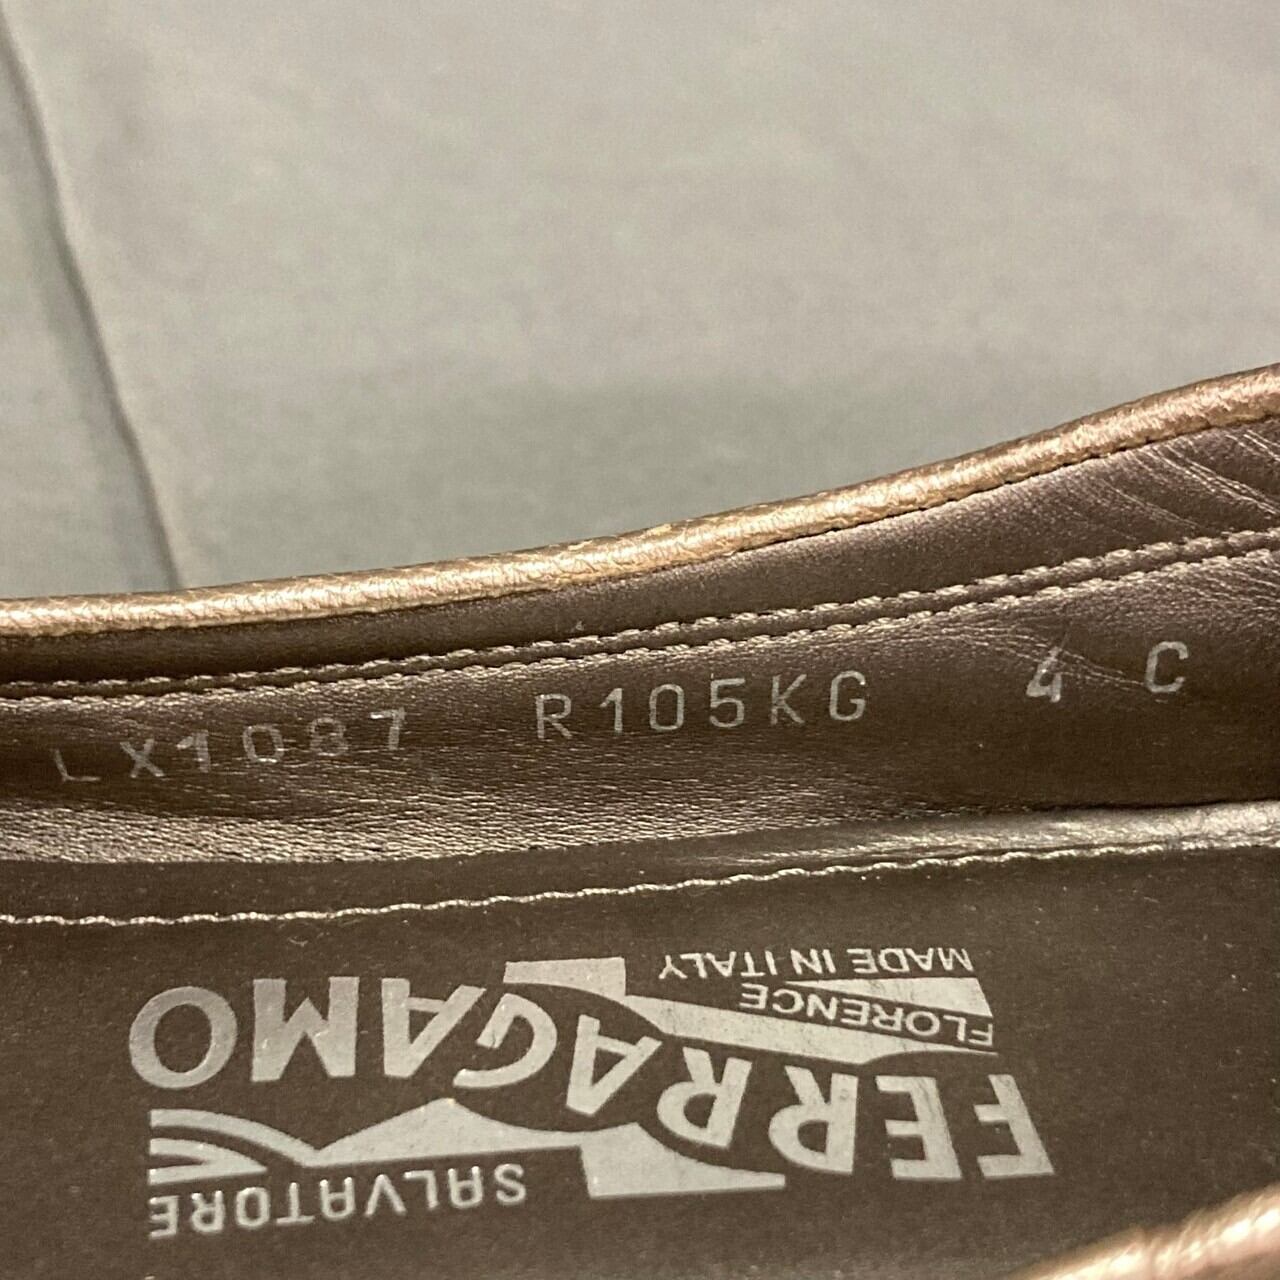 LX1087 R105KG 4 C
SALVATORE
FERRAGAMO
FLORENCE
MADE IN ITALY